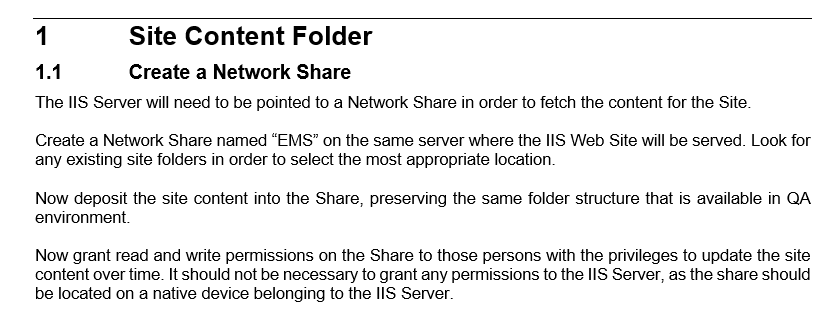 1 Site Content Folder
1.1 Create a Network Share
The IIS Server will need to be pointed to a Network Share in order to fetch the content for the Site.
Create a Network Share named “EMS” on the same server where the IIS Web Site will be served. Look for
any existing site folders in order to select the most appropriate location.
Now deposit the site content into the Share, preserving the same folder structure that is available in QA
environment.
Now grant read and write permissions on the Share to those persons with the privileges to update the site
content over time. It should not be necessary to grant any permissions to the IIS Server, as the share should
be located on a native device belonging to the IIS Server.